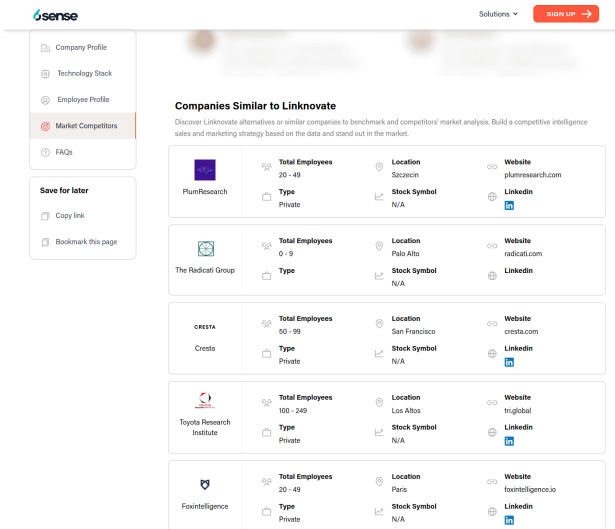 6sense
Solutions
SIGN UP
Company Profile
Technology Stack
Employee Profile
Market Competitors
FAQs
Save for later
Copy link
Bookmark this page
Companies Similar to Linknovate
Discover Linknovate alternatives or similar companies to benchmark and competitors' market analysis. Build a competitive intelligence
sales and marketing strategy based on the data and stand out in the market.
PlumResearch
Total Employees
20 - 49
Location
Szczecin
Website
plumresearch.com
Type
Private
Stock Symbol
N/A
Linkedin
in
The Radicati Group
Total Employees
0 - 9
Location
Palo Alto
Website
radicati.com
Type
Stock Symbol
N/A
Linkedin
CRESTA
Cresta
Total Employees
50 - 99
Location
San Francisco
Website
cresta.com
Type
Private
Stock Symbol
N/A
Linkedin
in
Toyota Research
Institute
Total Employees
100 - 249
Location
Los Altos
Website
tri.global
Type
Private
Stock Symbol
N/A
Linkedin
in
Foxintelligence
Total Employees
20 - 49
Location
Paris
Website
foxintelligence.io
Type
Private
Stock Symbol
N/A
Linkedin
in